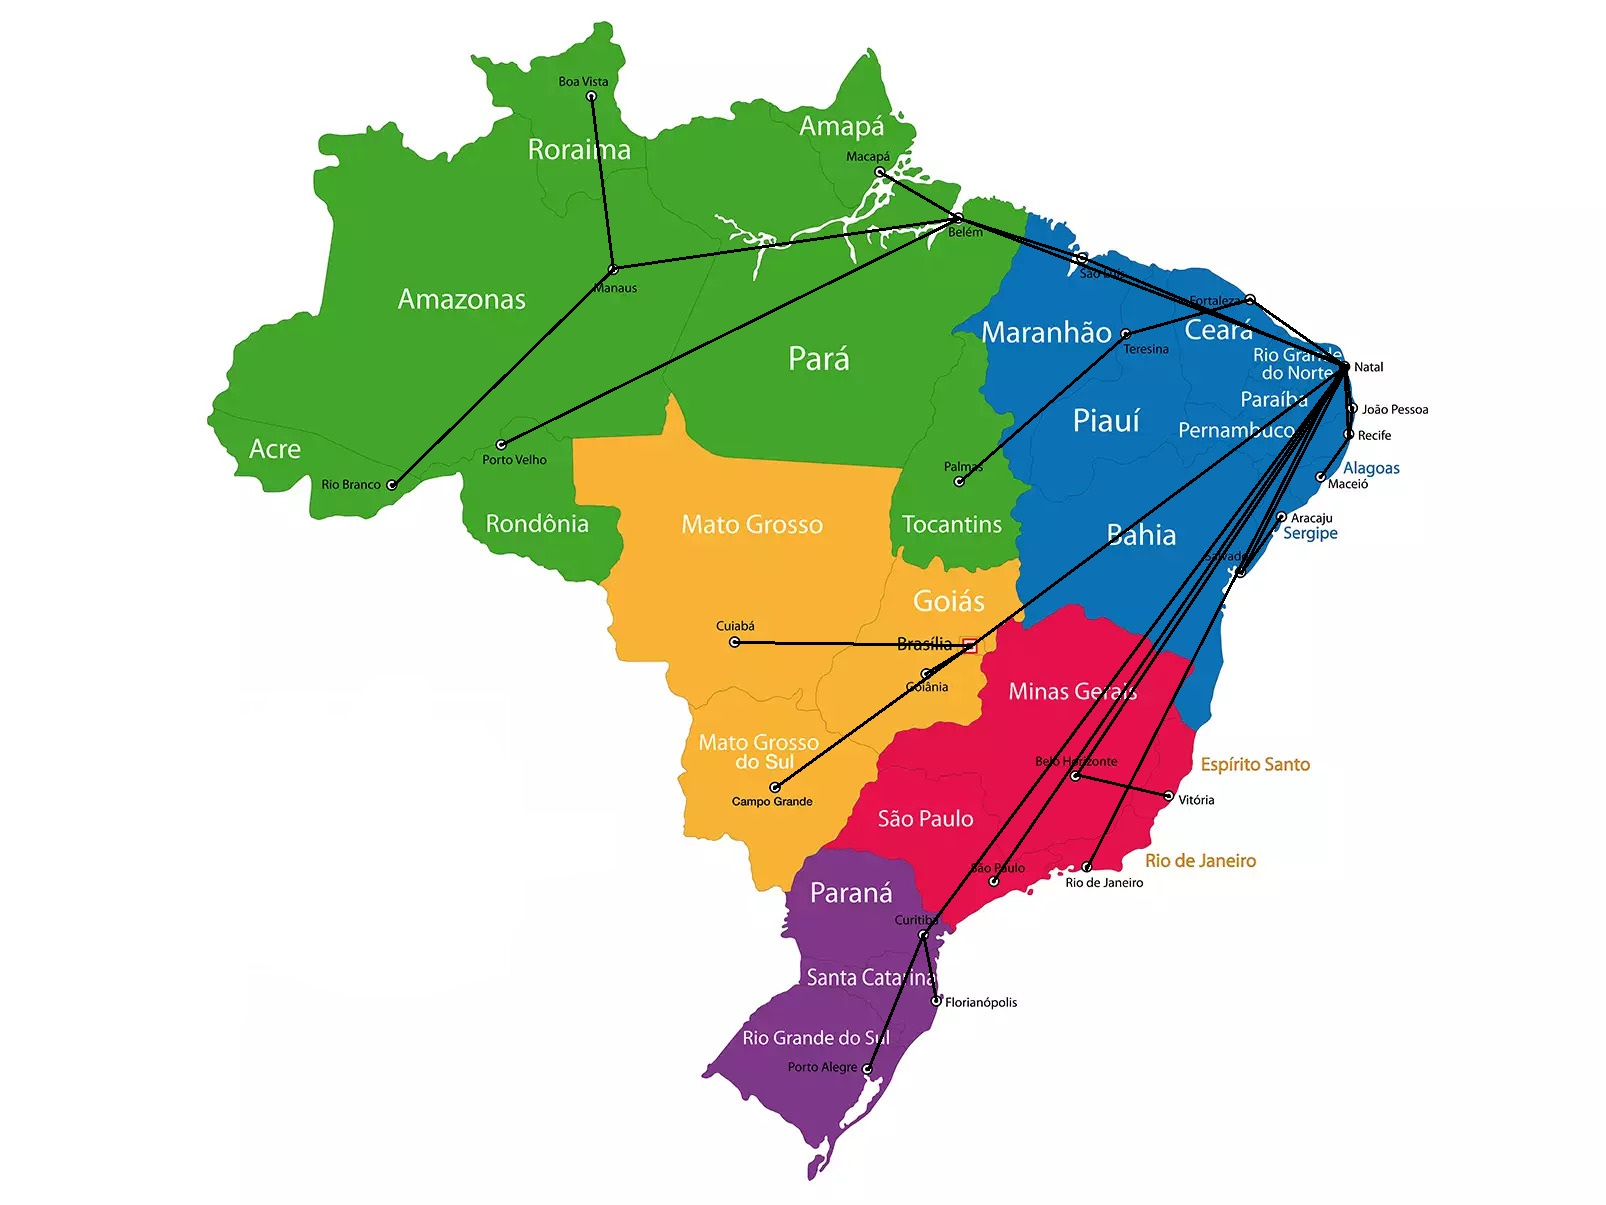 Boa Vista
Roraima
Amapá
Macapá
Belém
Manaus
Amazonas
São Luís
Fortaleza
Maranhão
Teresina
Ceará
Pará
Rio Grande
do Norte
Natal
Paraíba
João Pessoa
Piauí
Pernambuco
Recife
Acre
Porto Velho
Palmas
Alagoas
Maceió
Rio Branco
Rondônia
Mato Grosso
Tocantins
Bahia
Aracaju
Sergipe
Salvador
Goiás
Cuiabá
Brasília
Goiânia
Minas Gerais
Mato Grosso
do Sul
Belo Horizonte
Espírito Santo
Campo Grande
Vitória
São Paulo
São Paulo
Rio de Janeiro
Rio de Janeiro
Paraná
Curitiba
Santa Catarina
Florianópolis
Rio Grande do Sul
Porto Alegre